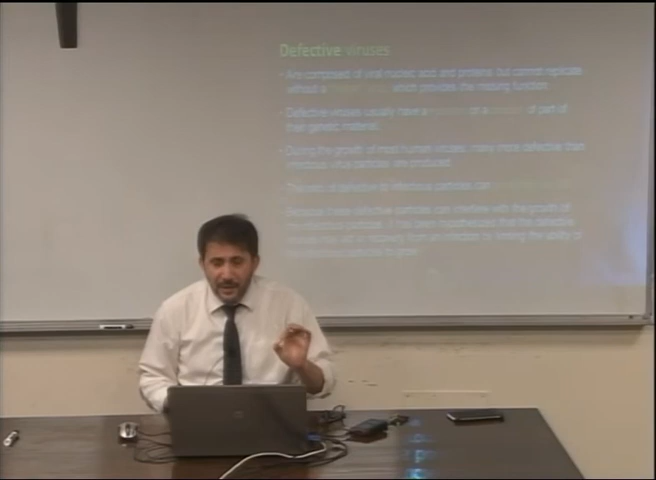 Defective viruses
- Are composed of viral nucleic acid and proteins but cannot replicate
without a which provides the missing function.
- Defective viruses usually have a or a of part of
their genetic material.
- During the growth of most human viruses, many more defective than
infectious virus particles are produced.
- The ratio of defective to infectious particles can
- Because these defective particles can interfere with the growth of
the infectious particles, it has been hypothesized that the defective
viruses may aid in recovery from an infection by limiting the ability of
the infectious particles to grow.